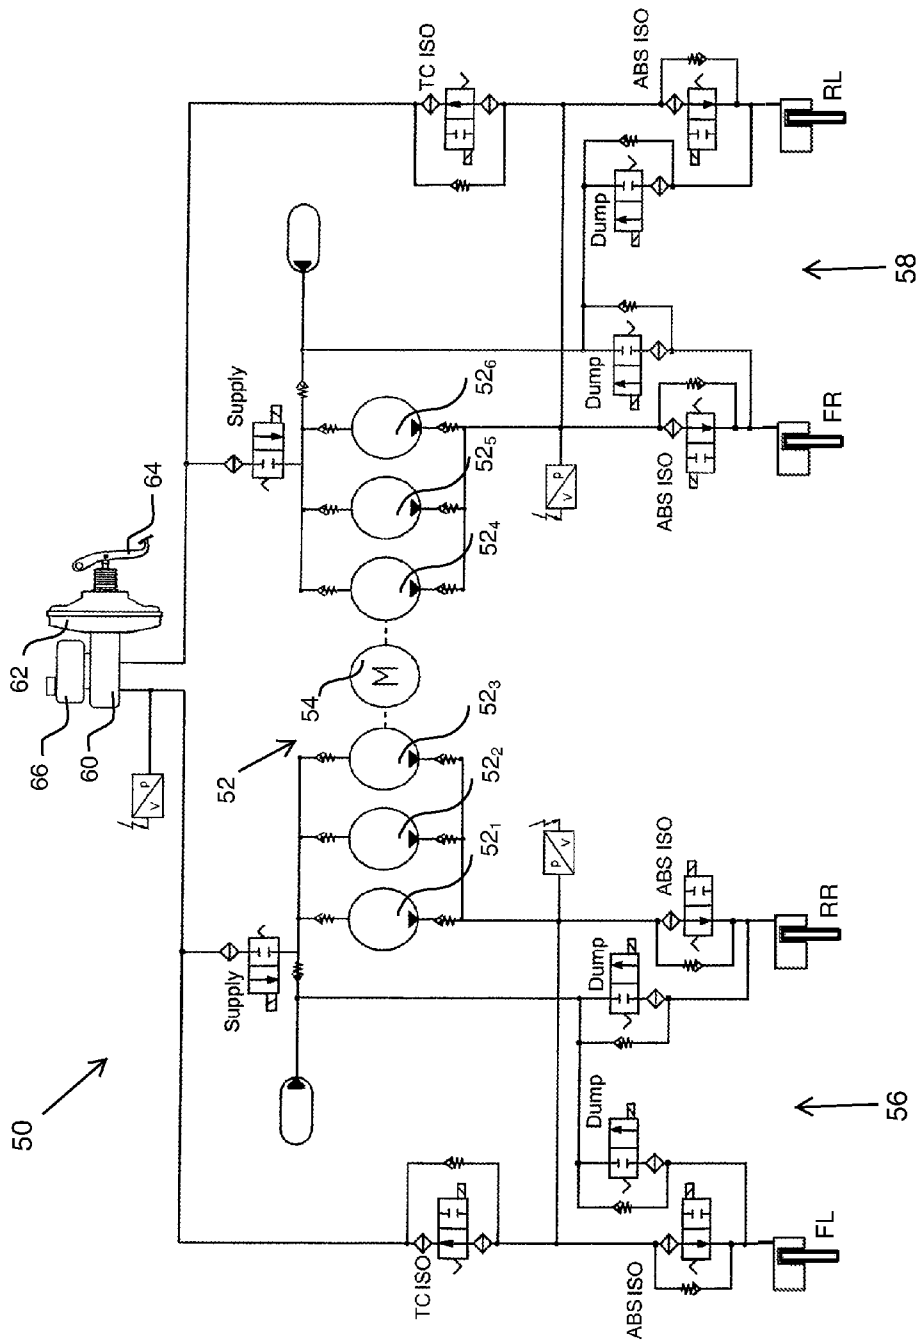 50
66
60
62
64
TC ISO
ABS ISO
RL
Supply
Dump
Dump
58
52₆
52₅
52₄
54
M
52
52₃
52₂
52₁
P
V
P
V
P
V
ABS ISO
FR
Supply
ABS ISO
RR
Dump
Dump
56
TC ISO
ABS ISO
FL